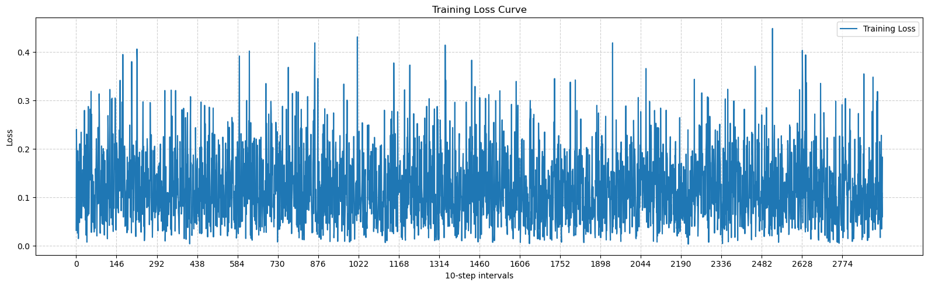 Training Loss Curve
Training Loss
Loss
0.4
0.3
0.2
0.1
0.0
0 146 292 438 584 730 876 1022 1168 1314 1460 1606 1752 1898 2044 2190 2336 2482 2628 2774
10-step intervals